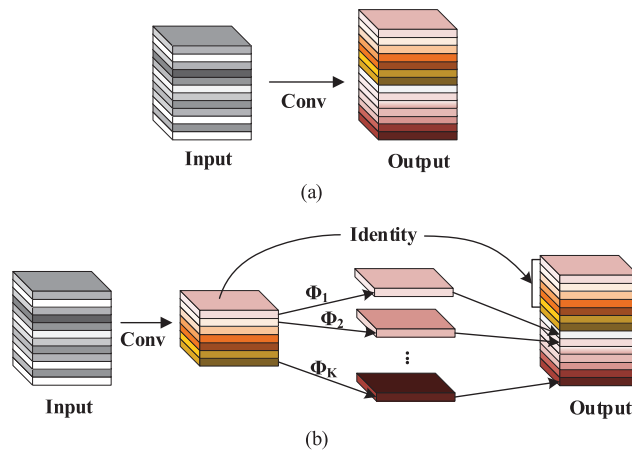 Conv
Input
Output
(a)
Identity
Φ1
Φ2
Conv
ΦK
Input
Output
(b)